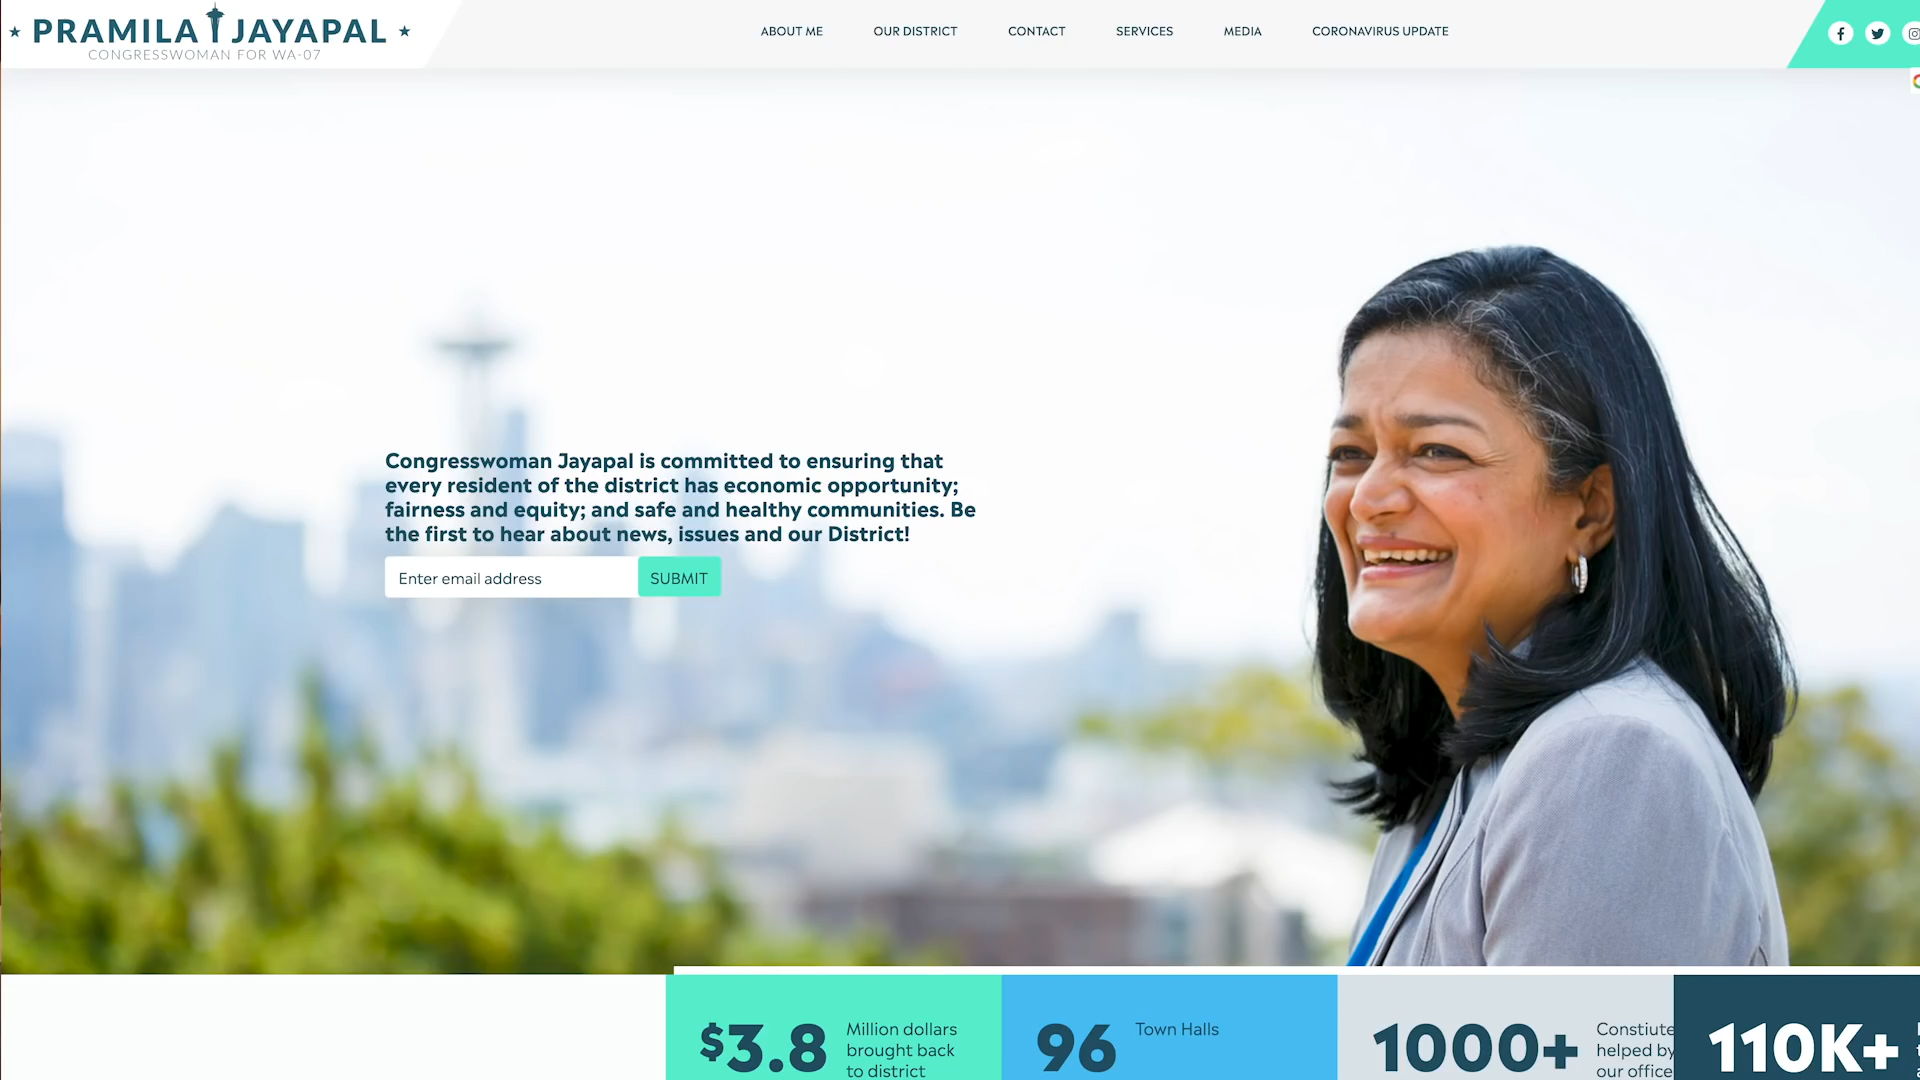 PRAMILA JAYAPAL
CONGRESSWOMAN FOR WA-07
ABOUT ME
OUR DISTRICT
CONTACT
SERVICES
MEDIA
CORONAVIRUS UPDATE
Congresswoman Jayapal is committed to ensuring that
every resident of the district has economic opportunity;
fairness and equity; and safe and healthy communities. Be
the first to hear about news, issues and our District!
Enter email address
SUBMIT
$3.8
Million dollars
brought back
to district
96
Town Halls
1000+
Constiute
helped by
our office
110K+